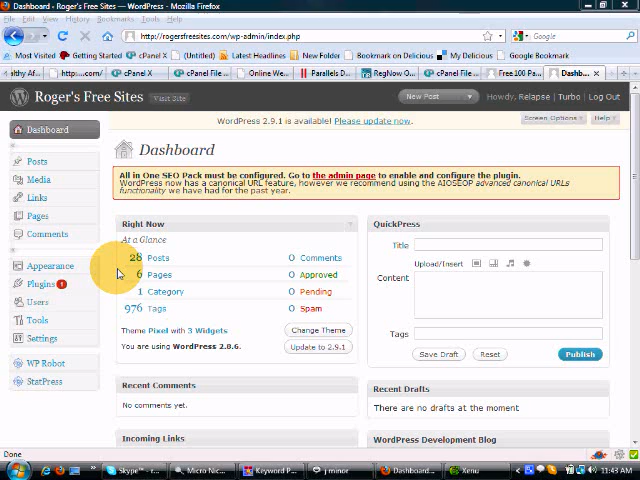 Dashboard ‹ Roger's Free Sites — WordPress - Mozilla Firefox
File Edit View History Bookmarks Tools Help
http://rogersfreesites.com/wp-admin/index.php
Google
Most Visited Getting Started cPanel X {Untitled} Latest Headlines New Folder Bookmark on Delicious My Delicious Google Bookmark
ealthy Af... http:....com/ cPanel X cPanel File ... Online We... Parallels D... RegNow O... cPanel File ... Free 100 Pa... Dashb...
Roger's Free Sites Visit Site New Post Howdy, Relapse | Turbo | Log Out
WordPress 2.9.1 is available! Please update now. Screen Options Help
Dashboard
Posts
Media
Links
Pages
Comments
Appearance
Plugins 1
Users
Tools
Settings
WP Robot
StatPress
Dashboard
All in One SEO Pack must be configured. Go to the admin page to enable and configure the plugin.
WordPress now has a canonical URL feature, however we recommend using the AIOSEOP advanced canonical URLs
functionality we have had for the past year.
Right Now
At a Glance
28 Posts 0 Comments
6 Pages 0 Approved
1 Category 0 Pending
976 Tags 0 Spam
Theme Pixel with 3 Widgets Change Theme
You are using WordPress 2.8.6. Update to 2.9.1
Recent Comments
No comments yet.
Incoming Links
QuickPress
Title
Upload/Insert
Content
Tags
Save Draft Reset Publish
Recent Drafts
There are no drafts at the moment
WordPress Development Blog
Done
Skype™ - r... Micro Nic... Keyword P... j minor Dashboard... Xenu 11:43 AM